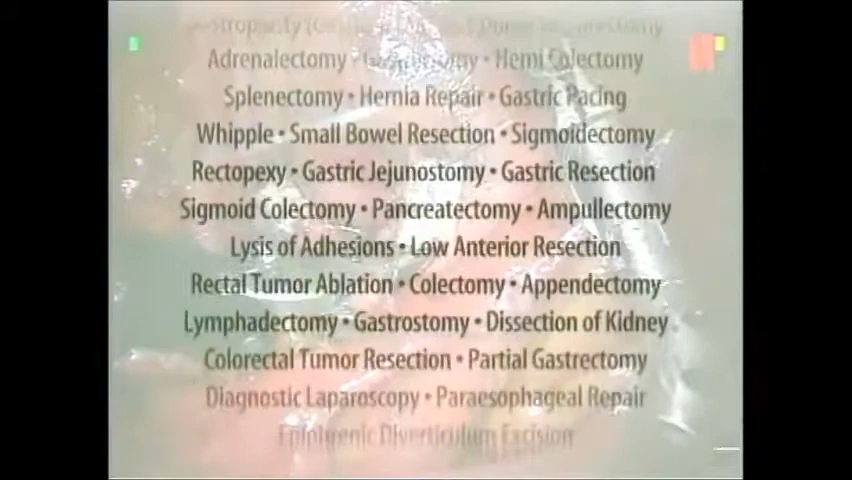 Adrenalectomy • Gastrectomy • Hemi Colectomy
Splenectomy • Hernia Repair • Gastric Pacing
Whipple • Small Bowel Resection • Sigmoidectomy
Rectopexy • Gastric Jejunostomy • Gastric Resection
Sigmoid Colectomy • Pancreatectomy • Ampullectomy
Lysis of Adhesions • Low Anterior Resection
Rectal Tumor Ablation • Colectomy • Appendectomy
Lymphadectomy • Gastrostomy • Dissection of Kidney
Colorectal Tumor Resection • Partial Gastrectomy
Diagnostic Laparoscopy • Paraesophageal Repair
Diverticulum Excision